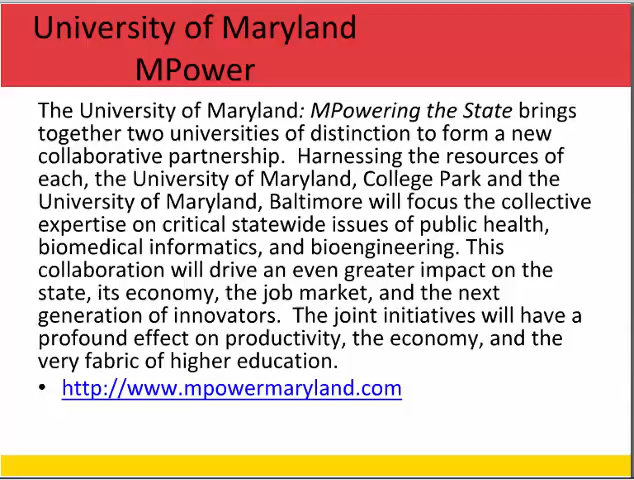 University of Maryland
MPower
The University of Maryland: MPowering the State brings
together two universities of distinction to form a new
collaborative partnership.  Harnessing the resources of
each, the University of Maryland, College Park and the
University of Maryland, Baltimore will focus the collective
expertise on critical statewide issues of public health,
biomedical informatics, and bioengineering. This
collaboration will drive an even greater impact on the
state, its economy, the job market, and the next
generation of innovators.  The joint initiatives will have a
profound effect on productivity, the economy, and the
very fabric of higher education.
• http://www.mpowermaryland.com